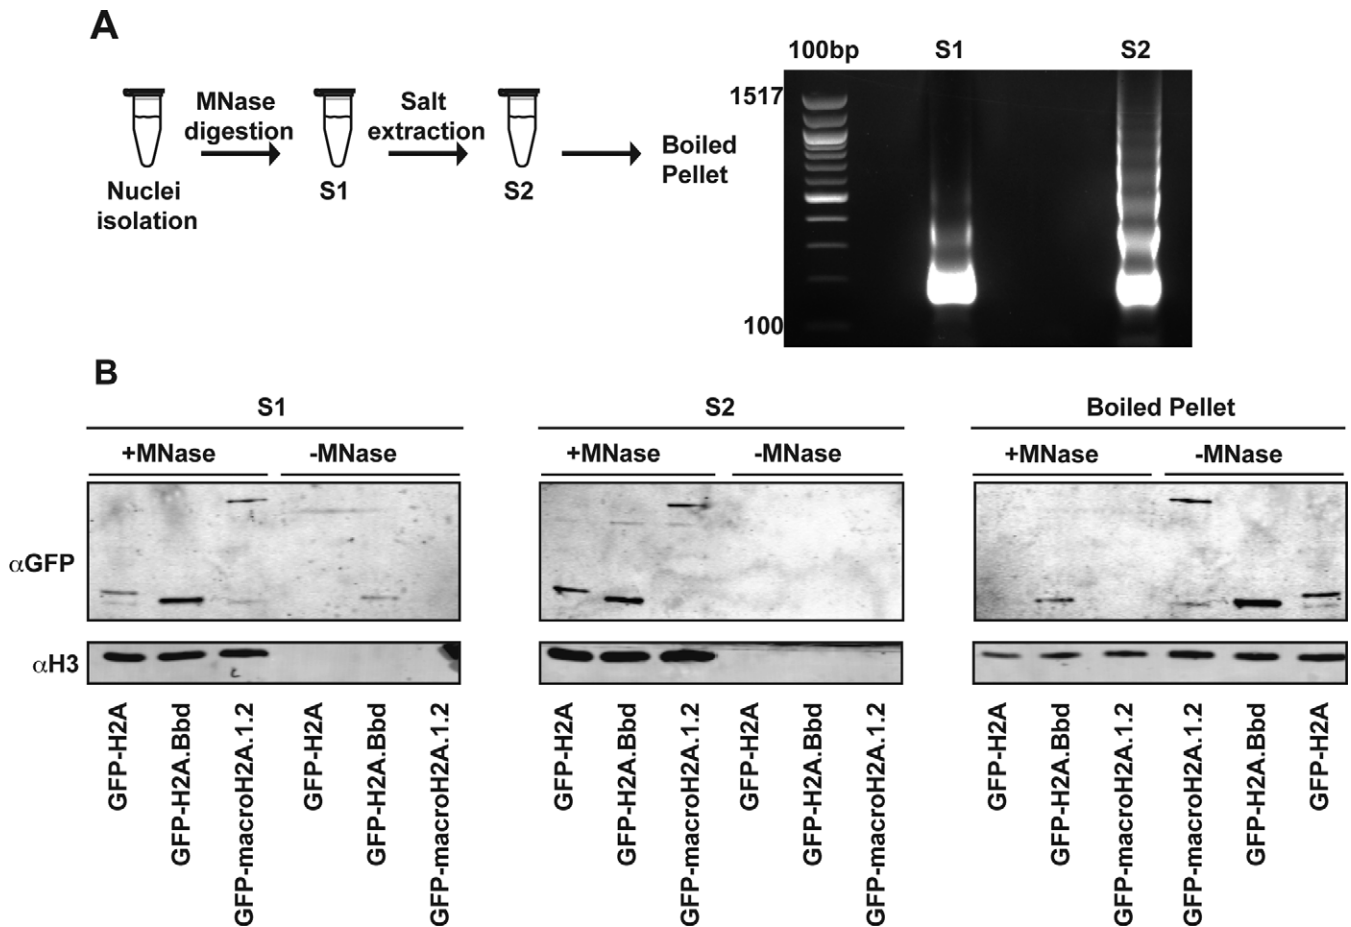 A
Nuclei
isolation
MNase
digestion
S1
Salt
extraction
S2
Boiled
Pellet
100bp
S1
S2
1517
100
B
S1
S2
Boiled Pellet
+MNase
-MNase
+MNase
-MNase
+MNase
-MNase
αGFP
αH3
GFP-H2A
GFP-H2A.Bbd
GFP-macroH2A.1.2
GFP-H2A
GFP-H2A.Bbd
GFP-macroH2A.1.2
GFP-H2A
GFP-H2A.Bbd
GFP-macroH2A.1.2
GFP-H2A
GFP-H2A.Bbd
GFP-macroH2A.1.2
GFP-H2A
GFP-H2A.Bbd
GFP-macroH2A.1.2
GFP-macroH2A.1.2
GFP-H2A.Bbd
GFP-H2A